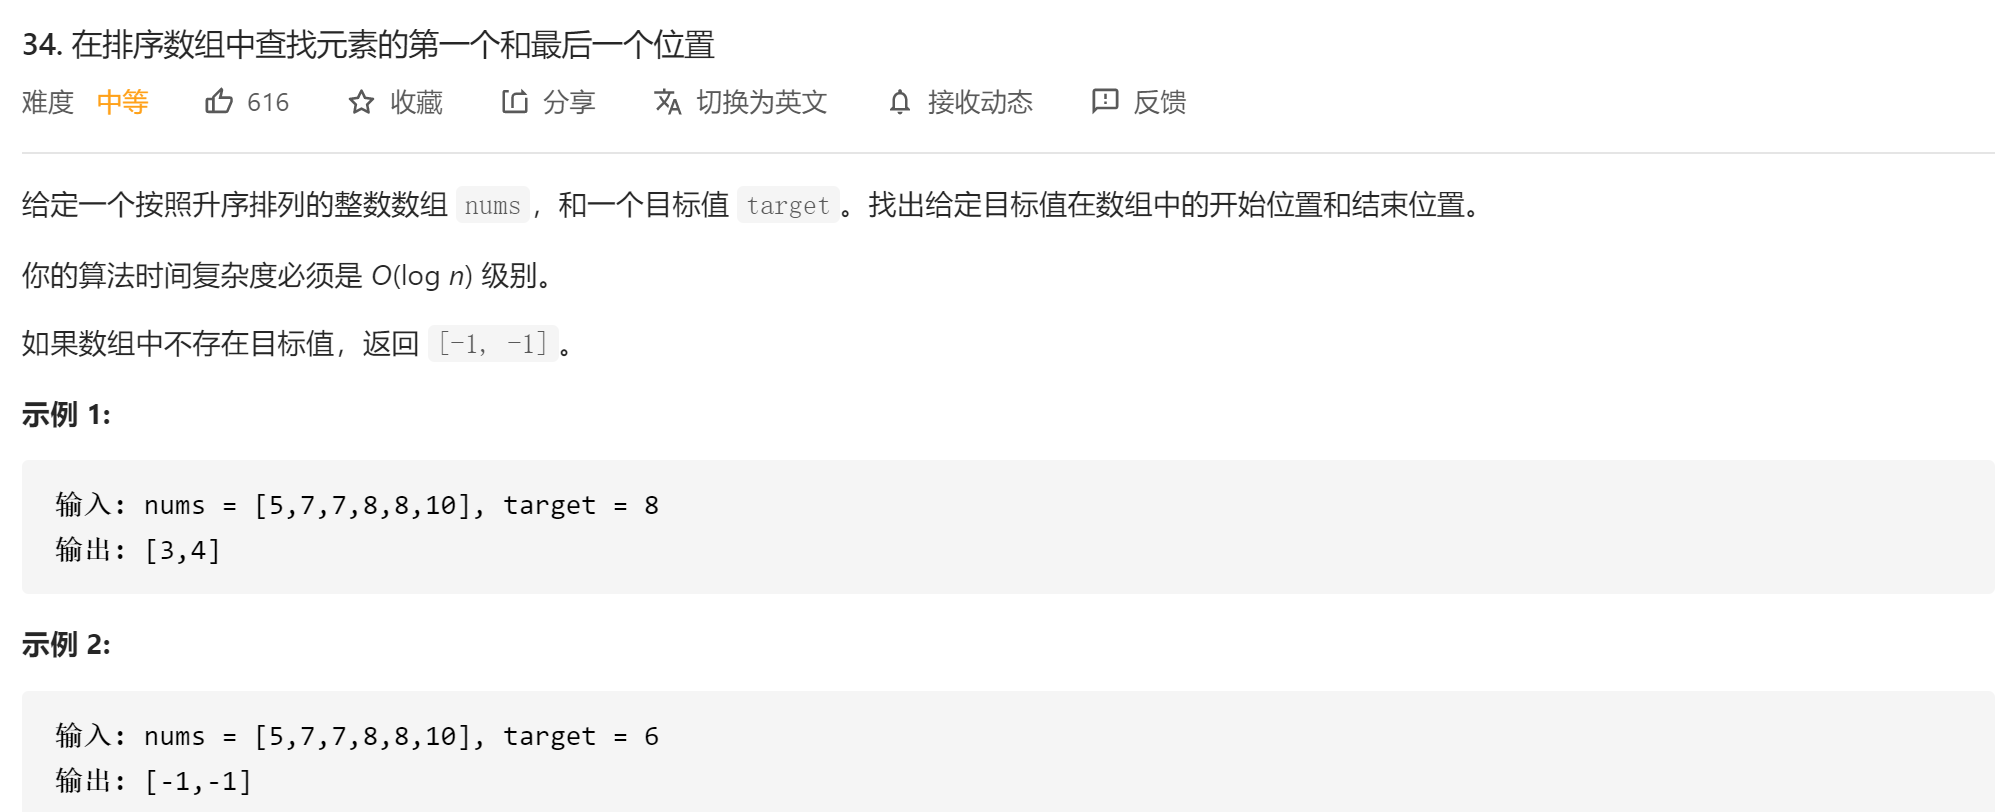 34. 在排序数组中查找元素的第一个和最后一个位置
难度 中等 616 收藏 分享 切换为英文 接收动态 反馈
给定一个按照升序排列的整数数组 nums，和一个目标值 target。找出给定目标值在数组中的开始位置和结束位置。
你的算法时间复杂度必须是 O(log n) 级别。
如果数组中不存在目标值，返回 [-1, -1]。
示例 1:
输入: nums = [5,7,7,8,8,10], target = 8
输出: [3,4]
示例 2:
输入: nums = [5,7,7,8,8,10], target = 6
输出: [-1,-1]